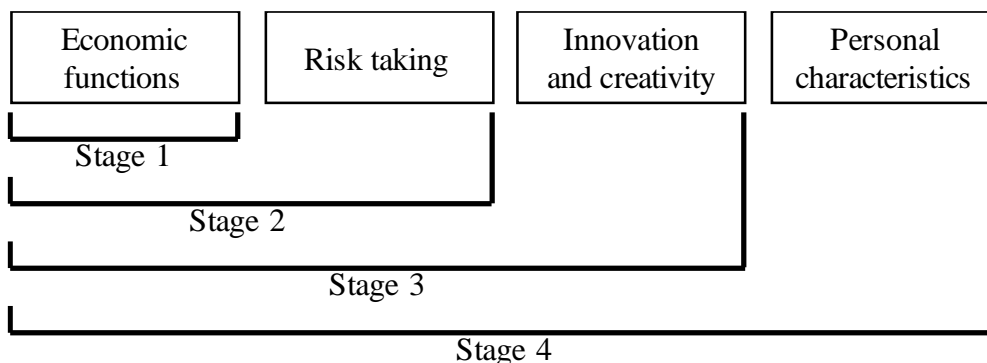 Economic
functions
Risk taking
Innovation
and creativity
Personal
characteristics
Stage 1
Stage 2
Stage 3
Stage 4